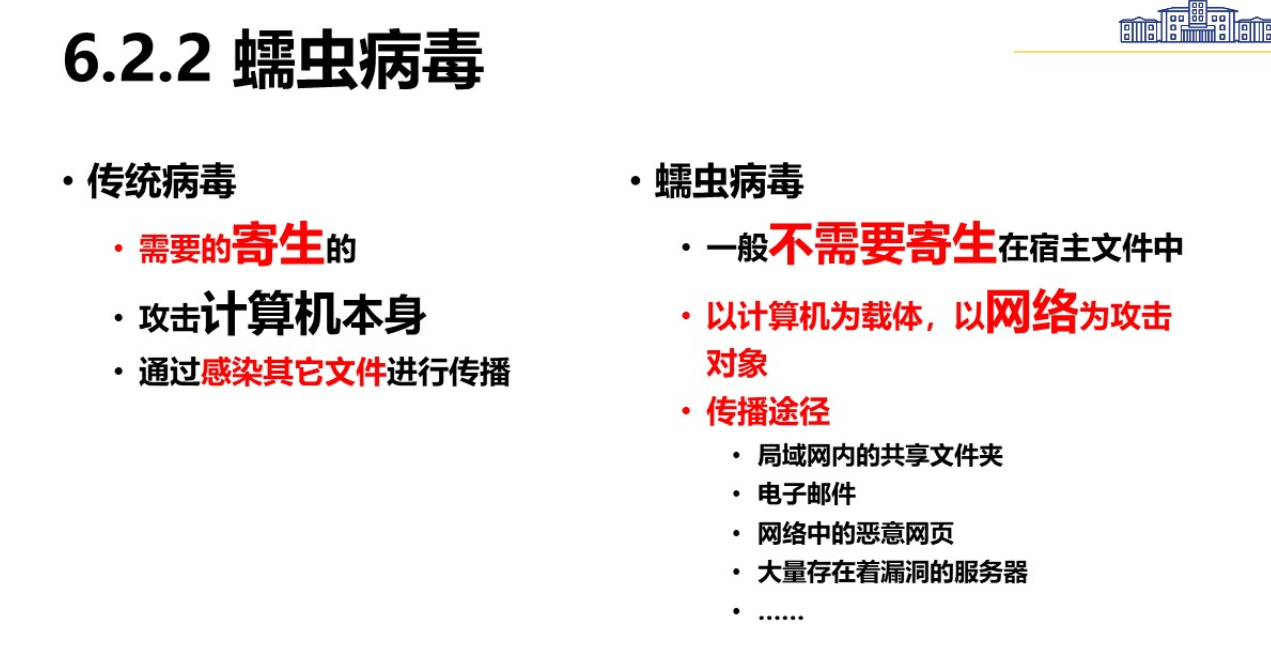 6.2.2 蠕虫病毒
• 传统病毒
• 需要的寄生的
• 攻击计算机本身
• 通过感染其它文件进行传播
• 蠕虫病毒
• 一般不需要寄生在宿主文件中
• 以计算机为载体，以网络为攻击
对象
• 传播途径
• 局域网内的共享文件夹
• 电子邮件
• 网络中的恶意网页
• 大量存在着漏洞的服务器
• ……